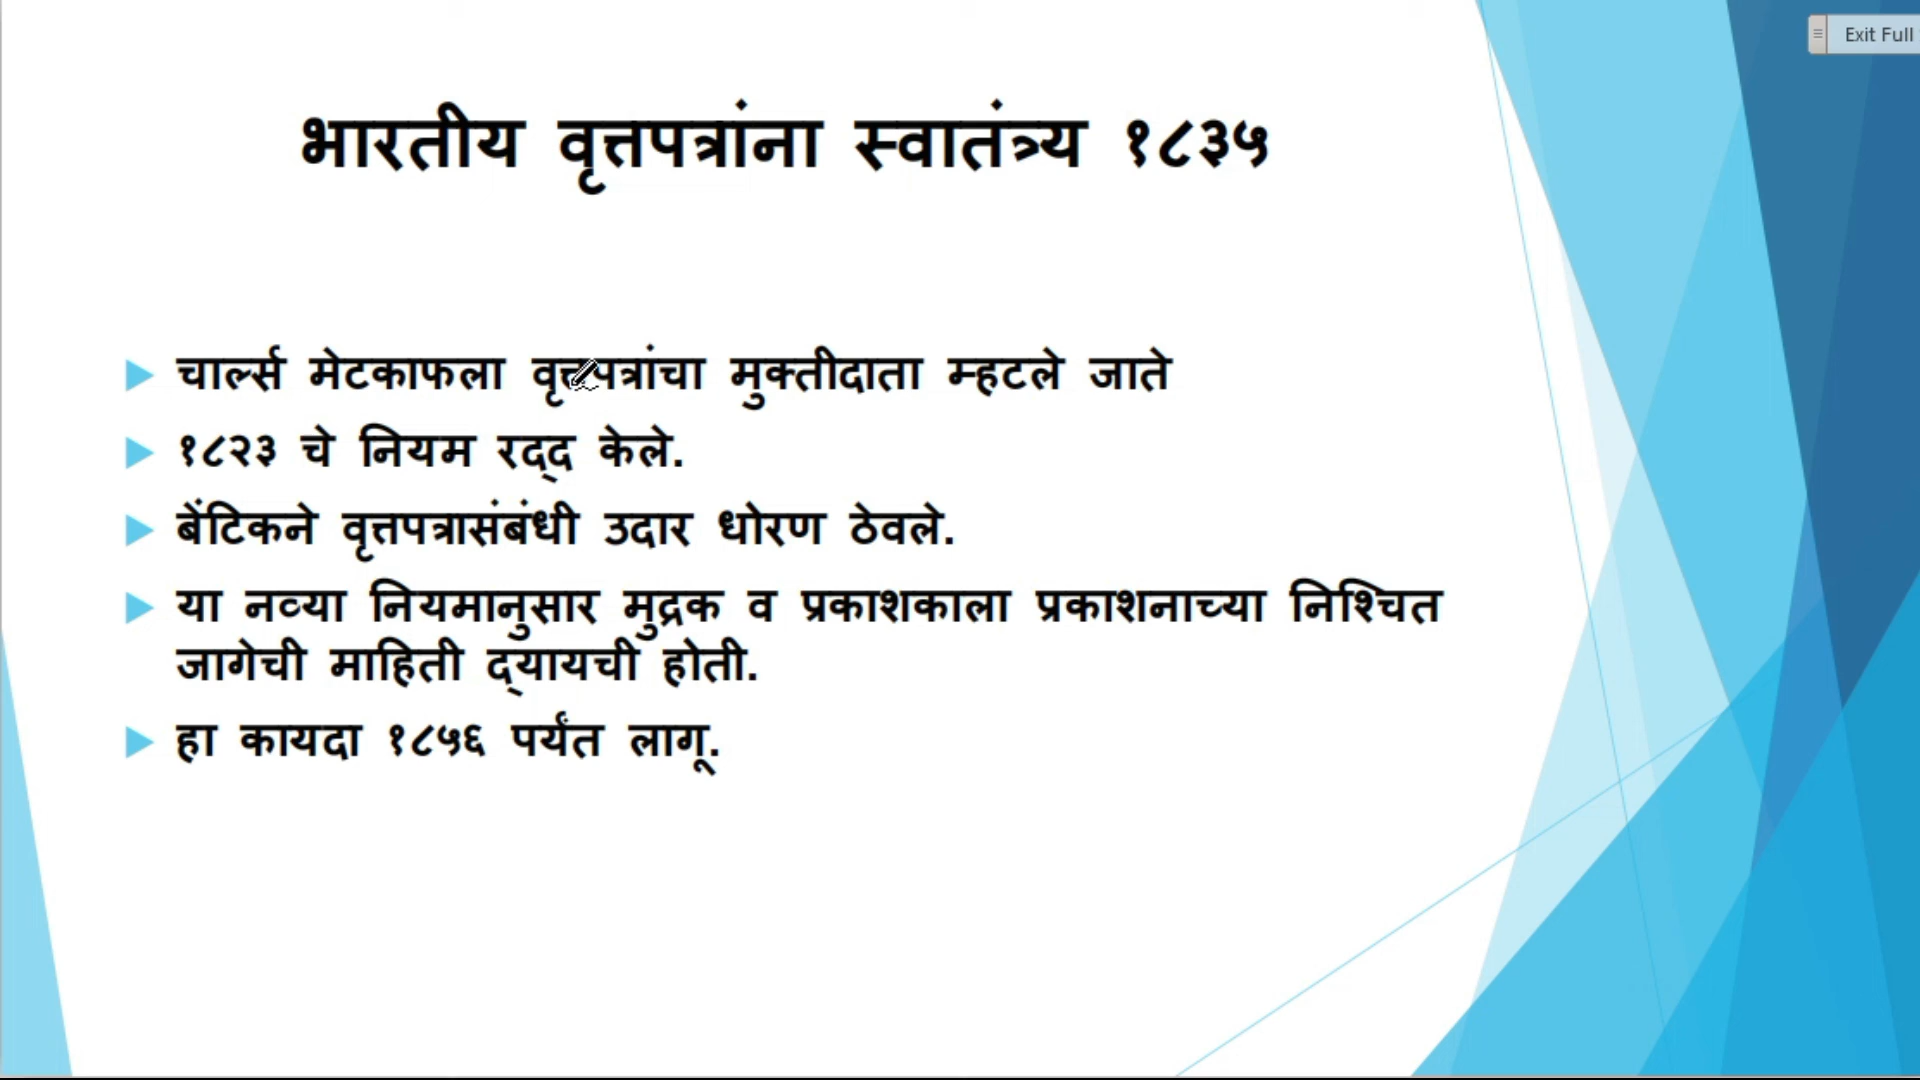 Exit Full
भारतीय वृत्तपत्रांना स्वातंत्र्य १८३५
चार्ल्स मेटकाफला वृत्तपत्रांचा मुक्तीदाता म्हटले जाते
१८२३ चे नियम रद्द केले.
बेंटिकने वृत्तपत्रासंबंधी उदार धोरण ठेवले.
या नव्या नियमानुसार मुद्रक व प्रकाशकाला प्रकाशनाच्या निश्चित
जागेची माहिती द्यायची होती.
हा कायदा १८५६ पर्यंत लागू.